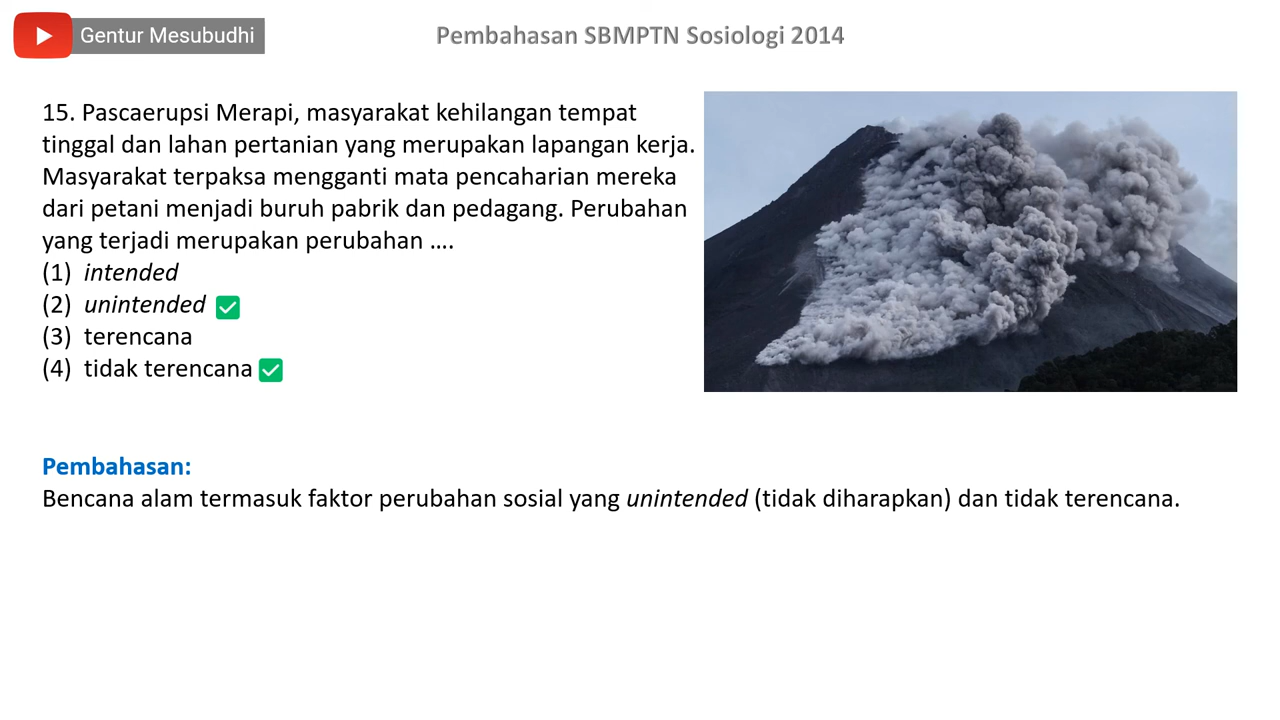 Gentur Mesubudhi
Pembahasan SBMPTN Sosiologi 2014
15. Pascaerupsi Merapi, masyarakat kehilangan tempat
tinggal dan lahan pertanian yang merupakan lapangan kerja.
Masyarakat terpaksa mengganti mata pencaharian mereka
dari petani menjadi buruh pabrik dan pedagang. Perubahan
yang terjadi merupakan perubahan ....
(1) intended
(2) unintended ✅
(3) terencana
(4) tidak terencana ✅
Pembahasan:
Bencana alam termasuk faktor perubahan sosial yang unintended (tidak diharapkan) dan tidak terencana.